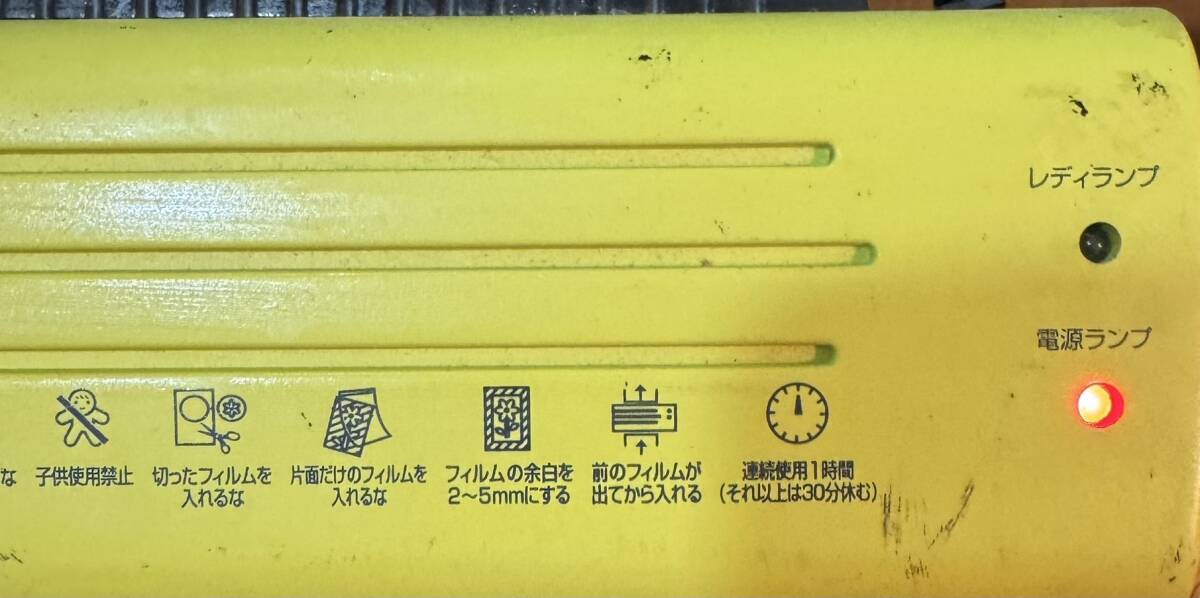 レディランプ
電源ランプ
な
子供使用禁止
切ったフィルムを
入れるな
片面だけのフィルムを
入れるな
フィルムの余白を
2〜5mmにする
前のフィルムが
出てから入れる
連続使用1時間
(それ以上は30分休む)